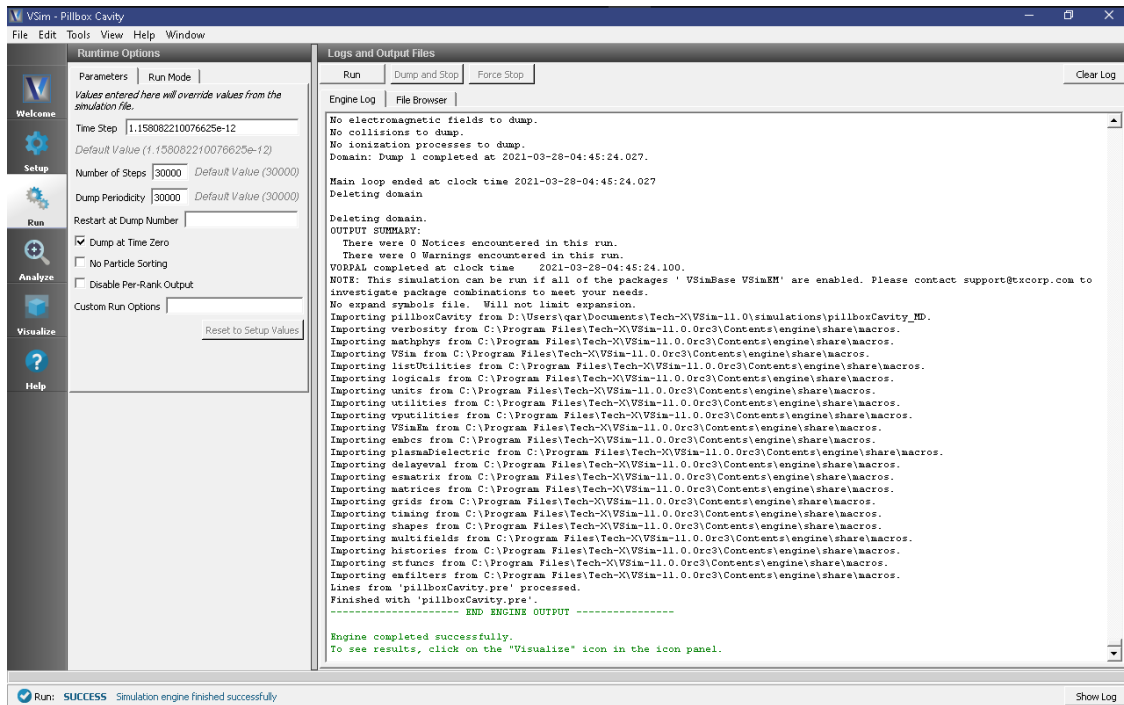 VSim - Pillbox Cavity
File Edit Tools View Help Window
Runtime Options
Logs and Output Files
Welcome
Setup
Run
Analyze
Visualize
Help
Parameters
Run Mode
Values entered here will override values from the
simulation file.
Time Step 1.158082210076625e-12
Default Value (1.158082210076625e-12)
Number of Steps 30000 Default Value (30000)
Dump Periodicity 30000 Default Value (30000)
Restart at Dump Number
Dump at Time Zero
No Particle Sorting
Disable Per-Rank Output
Custom Run Options
Reset to Setup Values
Run Dump and Stop Force Stop Clear Log
Engine Log File Browser
No electromagnetic fields to dump.
No collisions to dump.
No ionization processes to dump.
Domain: Dump 1 completed at 2021-03-28-04:45:24.027.
Main loop ended at clock time 2021-03-28-04:45:24.027
Deleting domain
Deleting domain.
OUTPUT SUMMARY:
There were 0 Notices encountered in this run.
There were 0 Warnings encountered in this run.
VORPAL completed at clock time 2021-03-28-04:45:24.100.
NOTE: This simulation can be run if all of the packages ' VSimBase VSimEM' are enabled. Please contact support@txcorp.com to
investigate package combinations to meet your needs.
No expand symbols file. Will not limit expansion.
Importing pillboxCavity from D:\Users\qar\Documents\Tech-X\VSim-11.0\simulations\pillboxCavity_MD.
Importing verbosity from C:\Program Files\Tech-X\VSim-11.0.0rc3\Contents\engine\share\macros.
Importing mathphys from C:\Program Files\Tech-X\VSim-11.0.0rc3\Contents\engine\share\macros.
Importing VSim from C:\Program Files\Tech-X\VSim-11.0.0rc3\Contents\engine\share\macros.
Importing listUtilities from C:\Program Files\Tech-X\VSim-11.0.0rc3\Contents\engine\share\macros.
Importing logicals from C:\Program Files\Tech-X\VSim-11.0.0rc3\Contents\engine\share\macros.
Importing units from C:\Program Files\Tech-X\VSim-11.0.0rc3\Contents\engine\share\macros.
Importing utilities from C:\Program Files\Tech-X\VSim-11.0.0rc3\Contents\engine\share\macros.
Importing vputilities from C:\Program Files\Tech-X\VSim-11.0.0rc3\Contents\engine\share\macros.
Importing VSimEm from C:\Program Files\Tech-X\VSim-11.0.0rc3\Contents\engine\share\macros.
Importing embcs from C:\Program Files\Tech-X\VSim-11.0.0rc3\Contents\engine\share\macros.
Importing plasmaDielectric from C:\Program Files\Tech-X\VSim-11.0.0rc3\Contents\engine\share\macros.
Importing delayeval from C:\Program Files\Tech-X\VSim-11.0.0rc3\Contents\engine\share\macros.
Importing esmatrix from C:\Program Files\Tech-X\VSim-11.0.0rc3\Contents\engine\share\macros.
Importing matrices from C:\Program Files\Tech-X\VSim-11.0.0rc3\Contents\engine\share\macros.
Importing grids from C:\Program Files\Tech-X\VSim-11.0.0rc3\Contents\engine\share\macros.
Importing timing from C:\Program Files\Tech-X\VSim-11.0.0rc3\Contents\engine\share\macros.
Importing shapes from C:\Program Files\Tech-X\VSim-11.0.0rc3\Contents\engine\share\macros.
Importing multifields from C:\Program Files\Tech-X\VSim-11.0.0rc3\Contents\engine\share\macros.
Importing histories from C:\Program Files\Tech-X\VSim-11.0.0rc3\Contents\engine\share\macros.
Importing stfuncs from C:\Program Files\Tech-X\VSim-11.0.0rc3\Contents\engine\share\macros.
Importing emfilters from C:\Program Files\Tech-X\VSim-11.0.0rc3\Contents\engine\share\macros.
Lines from 'pillboxCavity.pre' processed.
Finished with 'pillboxCavity.pre'.
-------------------- END ENGINE OUTPUT ---------------
Engine completed successfully.
To see results, click on the "Visualize" icon in the icon panel.
Run: SUCCESS Simulation engine finished successfully
Show Log